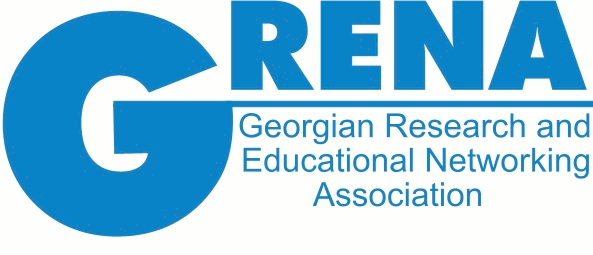 GRENA
Georgian Research and
Educational Networking
Association